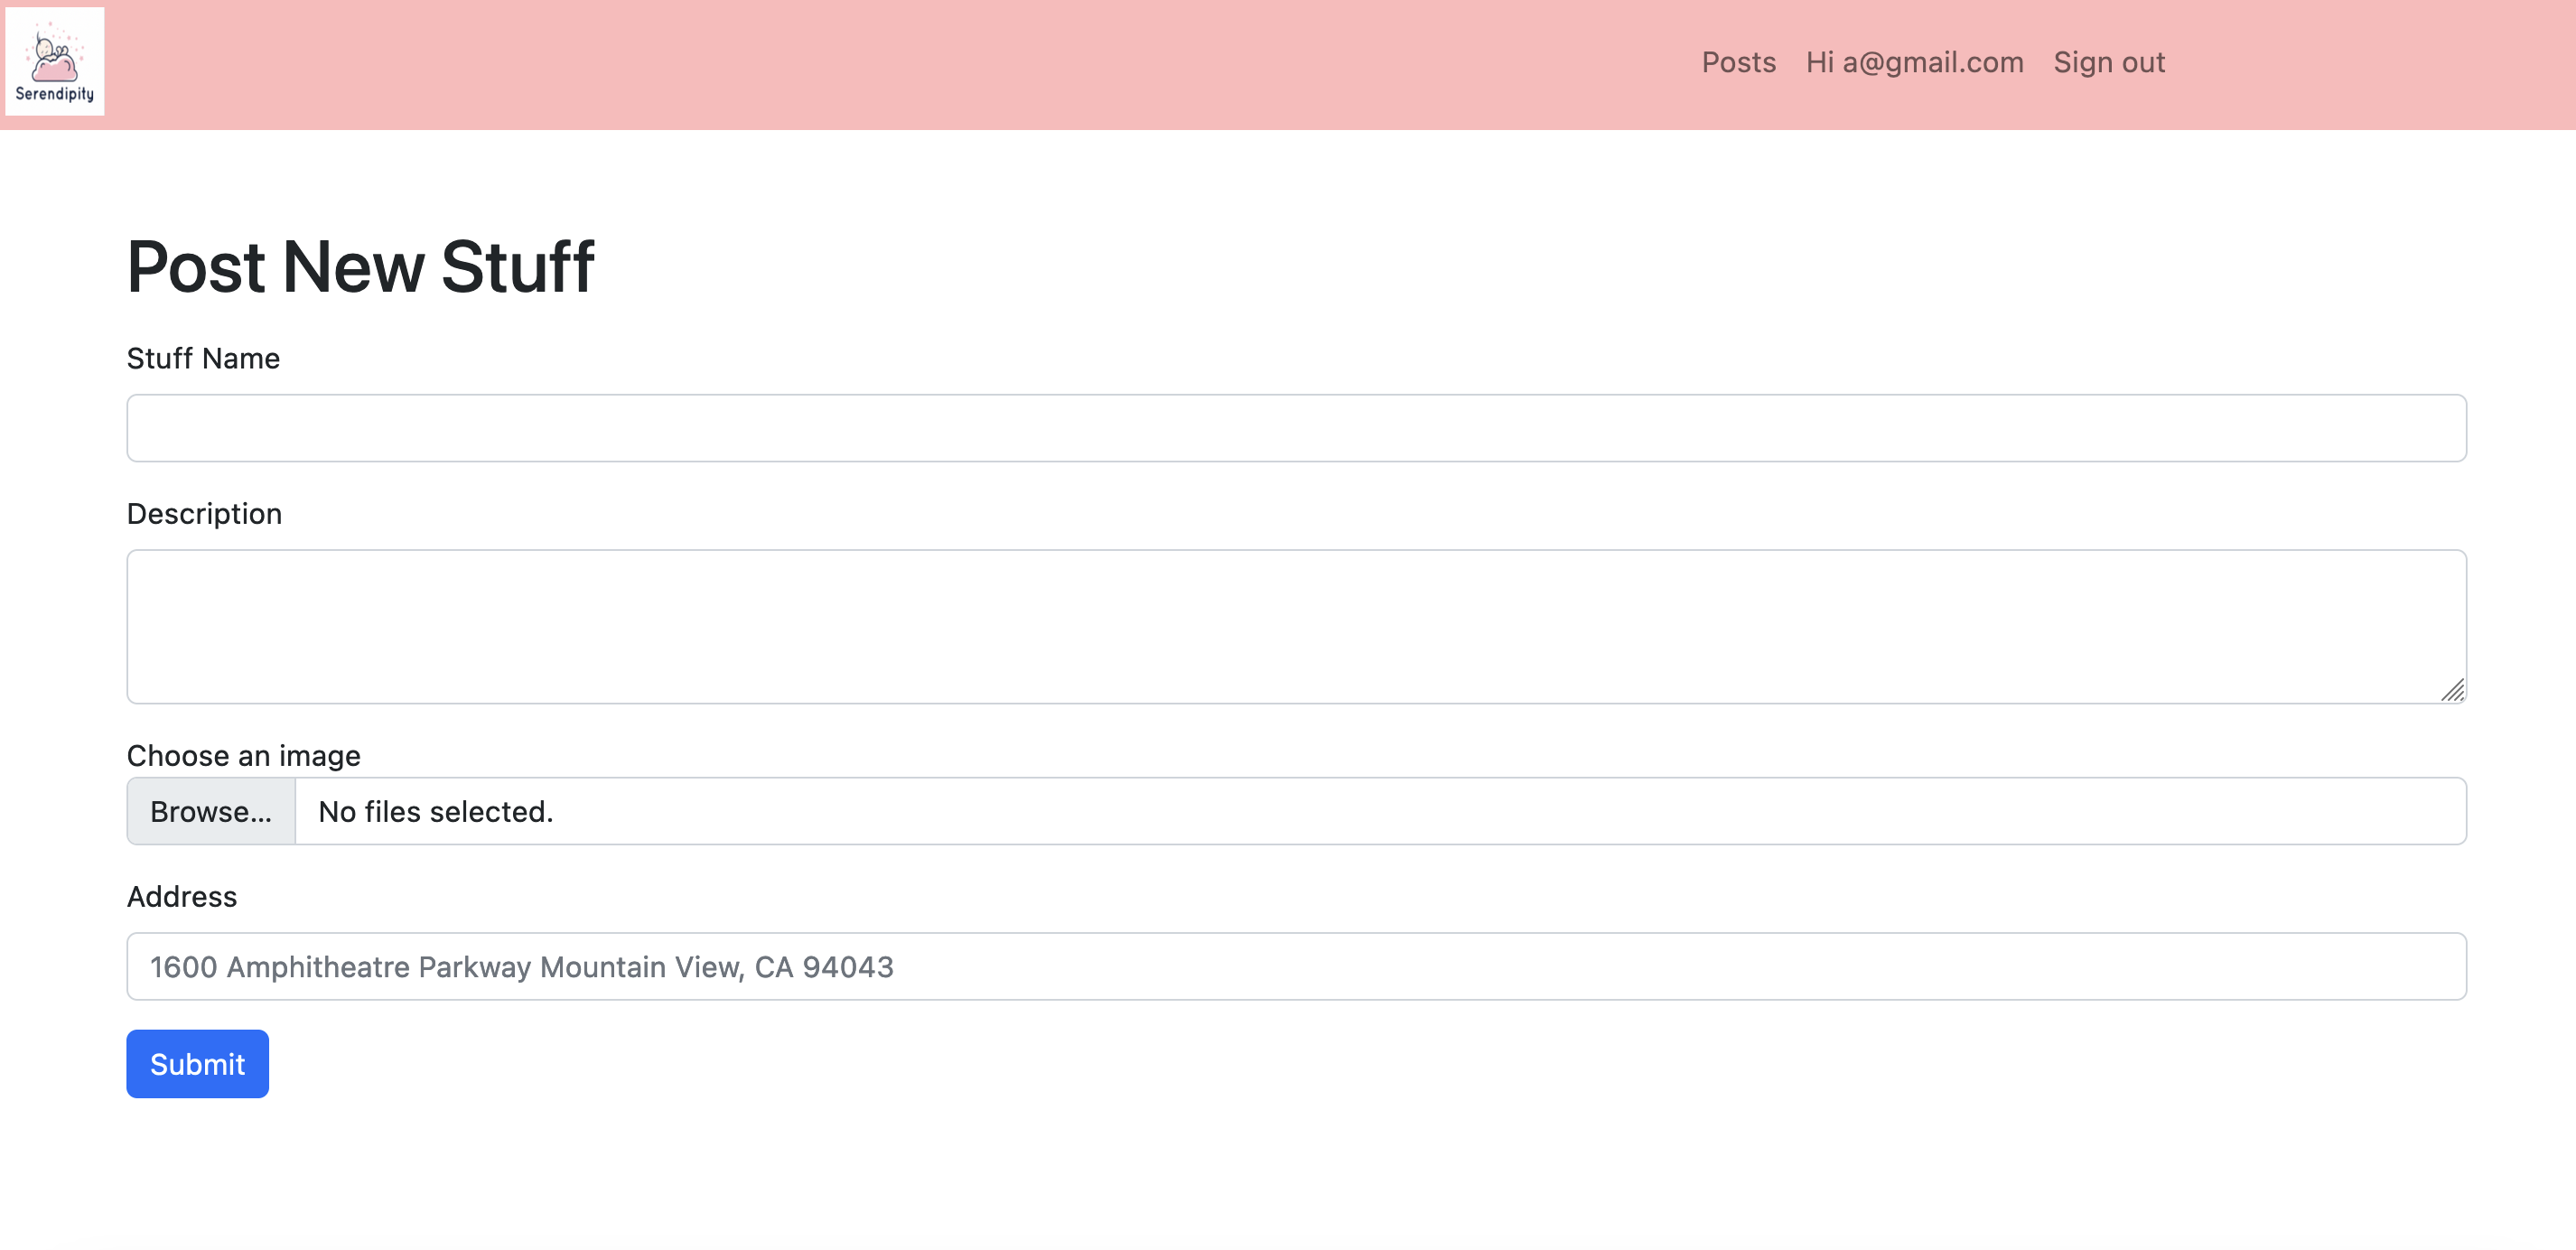 Serendipity
Posts Hi a@gmail.com Sign out
Post New Stuff
Stuff Name
Description
Choose an image
Browse... No files selected.
Address
1600 Amphitheatre Parkway Mountain View, CA 94043
Submit